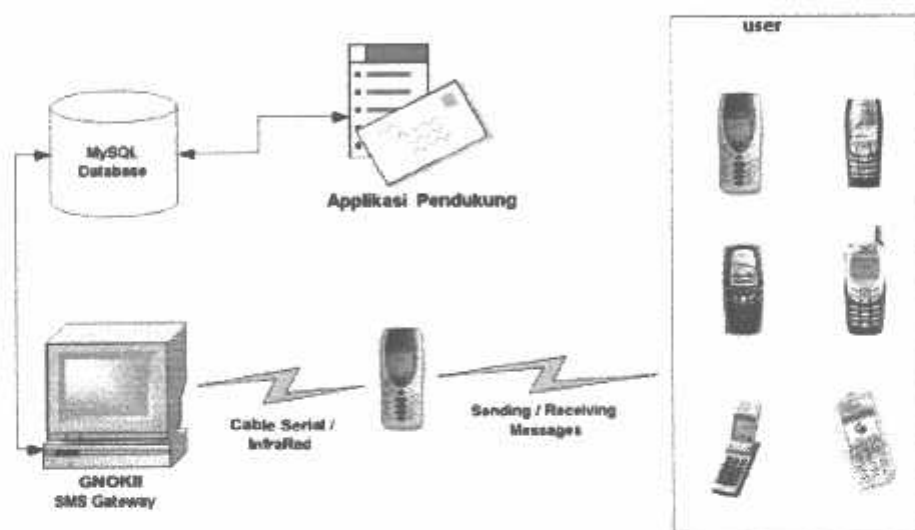 user
MySQL
Database
Applikasi Pendukung
Cable Serial /
InfraRed
Sending / Receiving
Messages
GNOKII
SMS Gateway